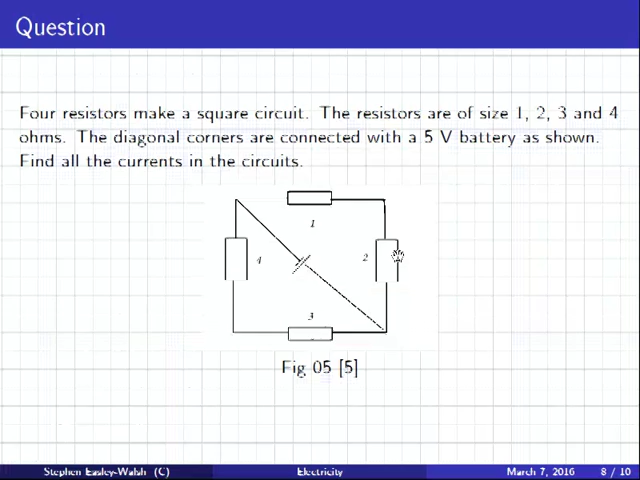 Question
Four resistors make a square circuit. The resistors are of size 1, 2, 3 and 4
ohms. The diagonal corners are connected with a 5 V battery as shown.
Find all the currents in the circuits.
1
4
2
3
Fig 05 [5]
Stephen Easley-Walsh (C) Electricity March 7, 2016 8 / 10